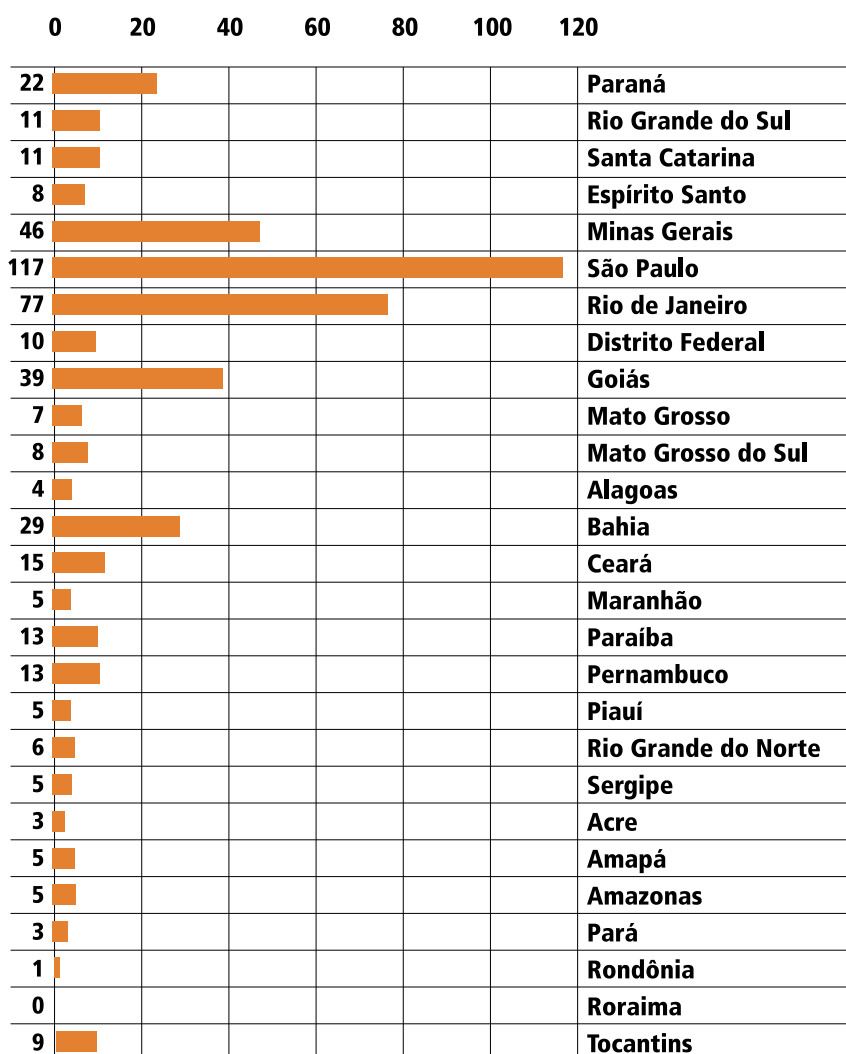 0 20 40 60 80 100 120
22 Paraná
11 Rio Grande do Sul
11 Santa Catarina
8 Espírito Santo
46 Minas Gerais
117 São Paulo
77 Rio de Janeiro
10 Distrito Federal
39 Goiás
7 Mato Grosso
8 Mato Grosso do Sul
4 Alagoas
29 Bahia
15 Ceará
5 Maranhão
13 Paraíba
13 Pernambuco
5 Piauí
6 Rio Grande do Norte
5 Sergipe
3 Acre
5 Amapá
5 Amazonas
3 Pará
1 Rondônia
0 Roraima
9 Tocantins